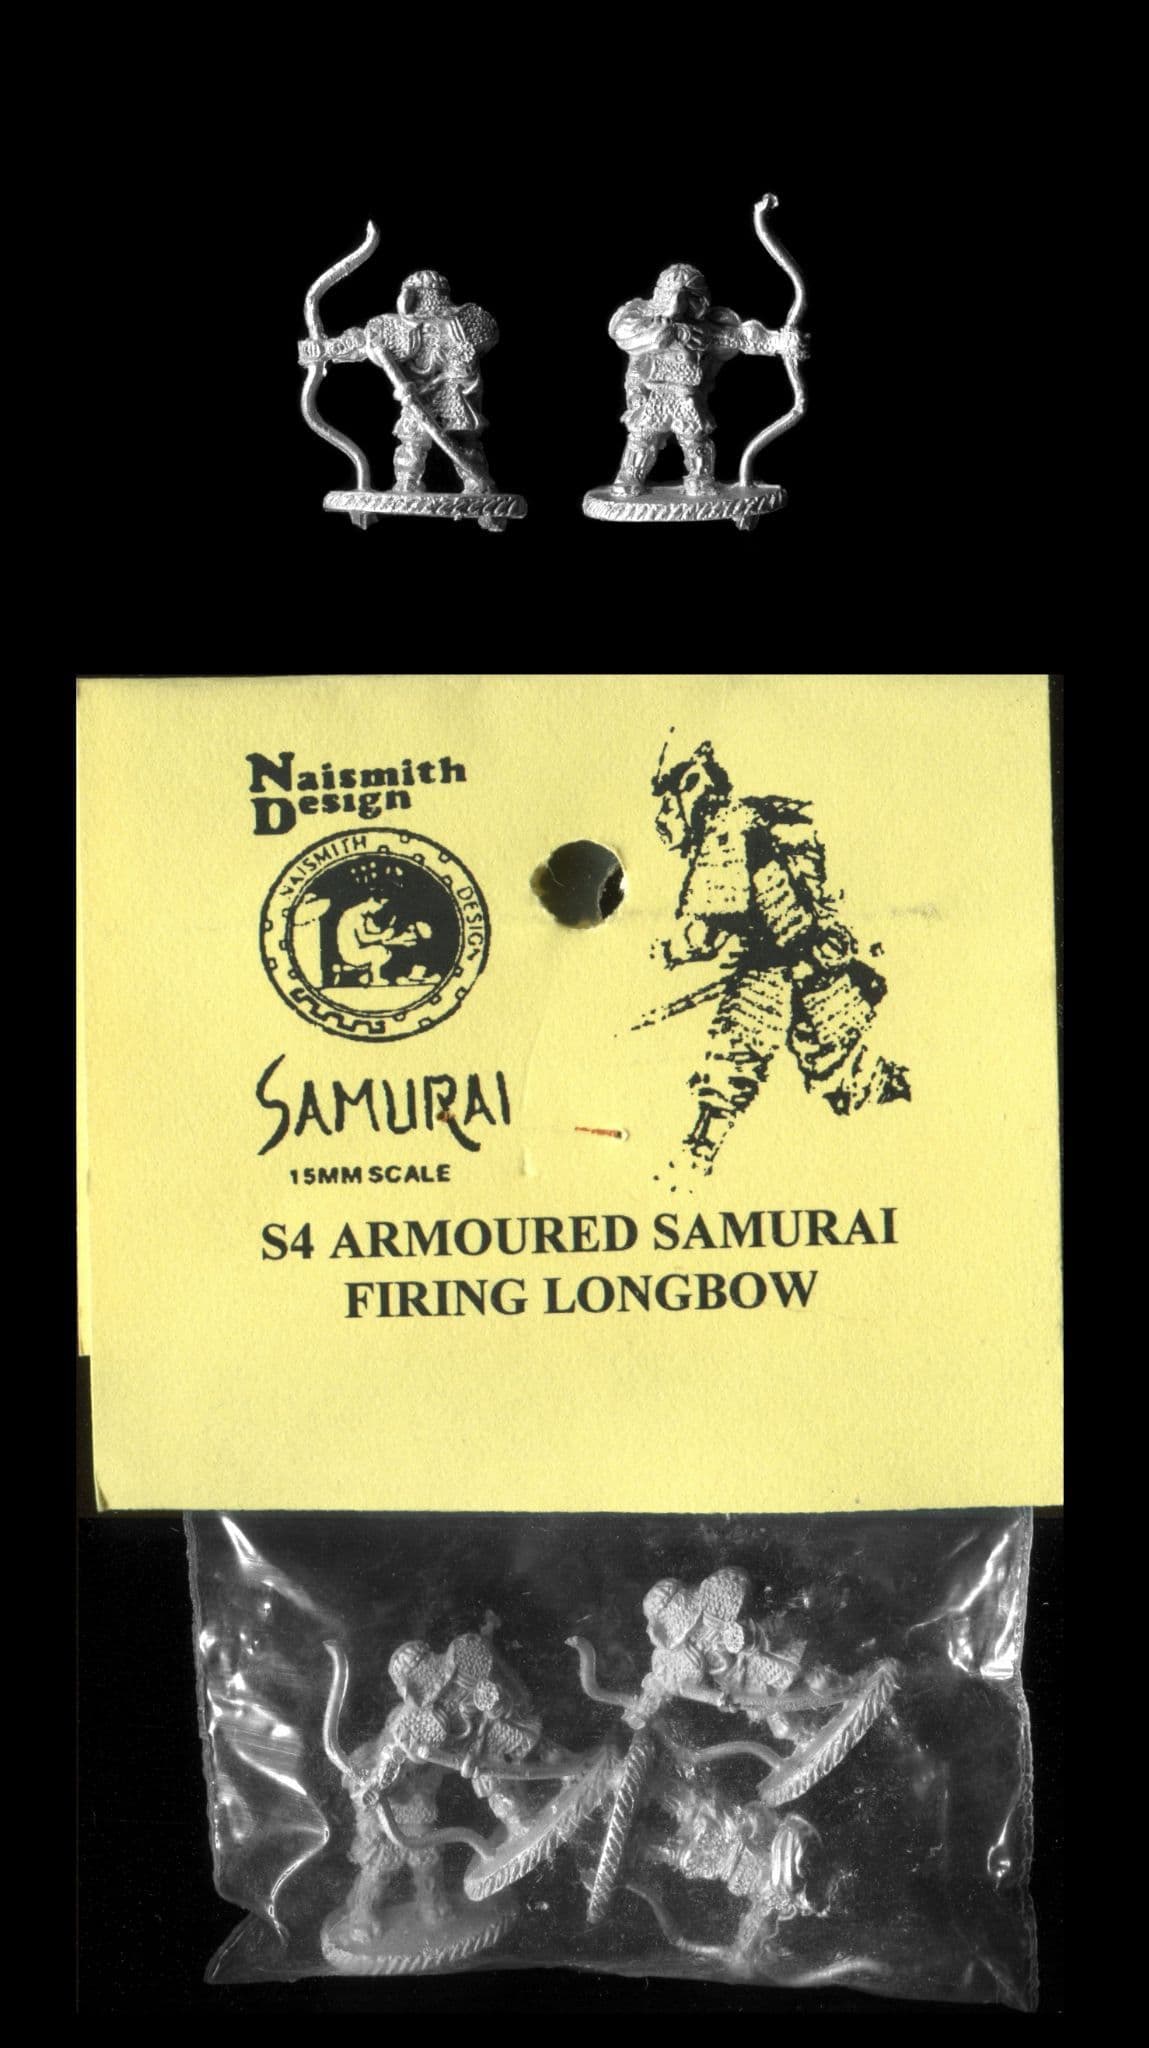 Naismith
Design
NAISMITH DESIGN
SAMURAI
15MM SCALE
S4 ARMOURED SAMURAI
FIRING LONGBOW